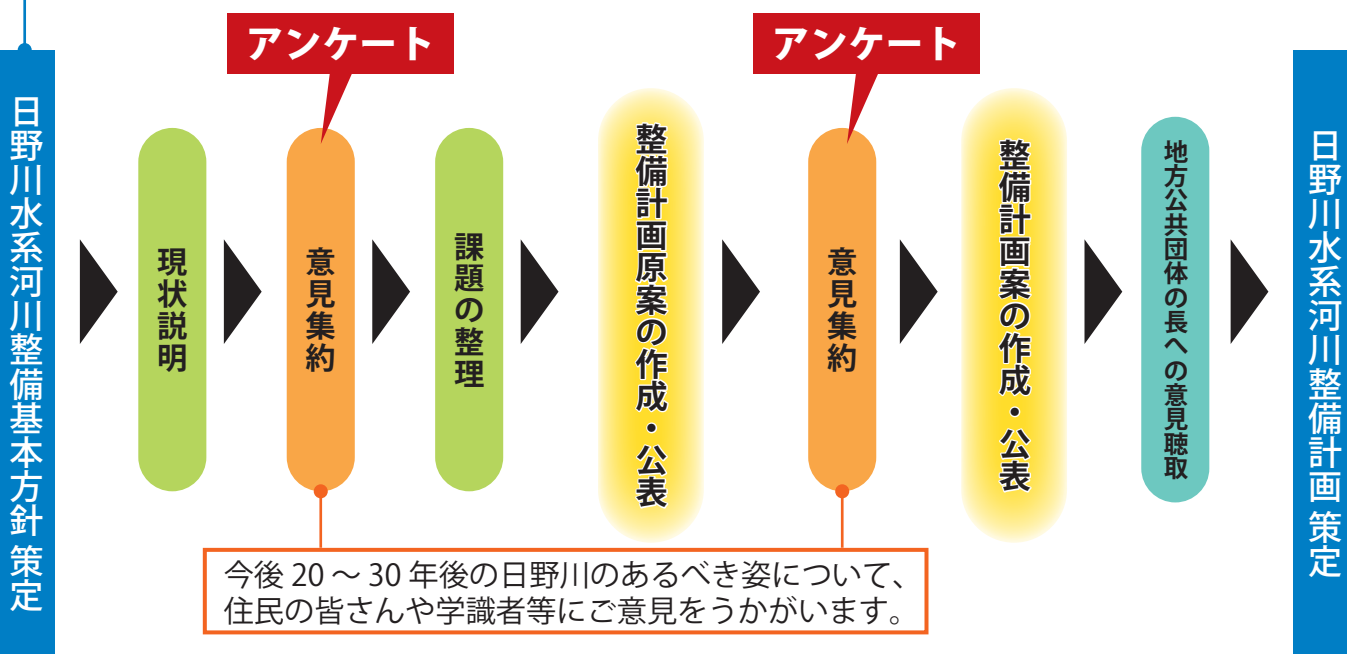 日野川水系河川整備基本方針 策定
現状説明
アンケート
意見集約
課題の整理
整備計画原案の作成・公表
アンケート
意見集約
整備計画案の作成・公表
地方公共団体の長への意見聴取
日野川水系河川整備計画 策定
今後 20 ～ 30 年後の日野川のあるべき姿について、
住民の皆さんや学識者等にご意見をうかがいます。